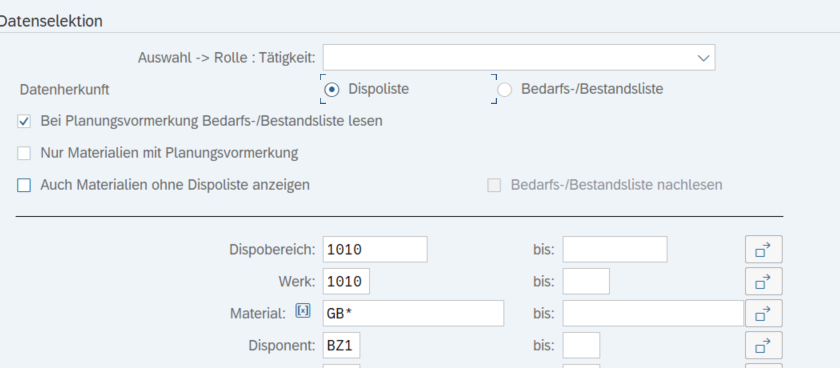 Datenselektion
Auswahl -> Rolle : Tätigkeit:
Datenherkunft Dispoliste Bedarfs-/Bestandsliste
Bei Planungsvormerkung Bedarfs-/Bestandsliste lesen
Nur Materialien mit Planungsvormerkung
Auch Materialien ohne Dispoliste anzeigen Bedarfs-/Bestandsliste nachlesen
Dispobereich: 1010 bis:
Werk: 1010 bis:
Material: [x] GB* bis:
Disponent: BZ1 bis: